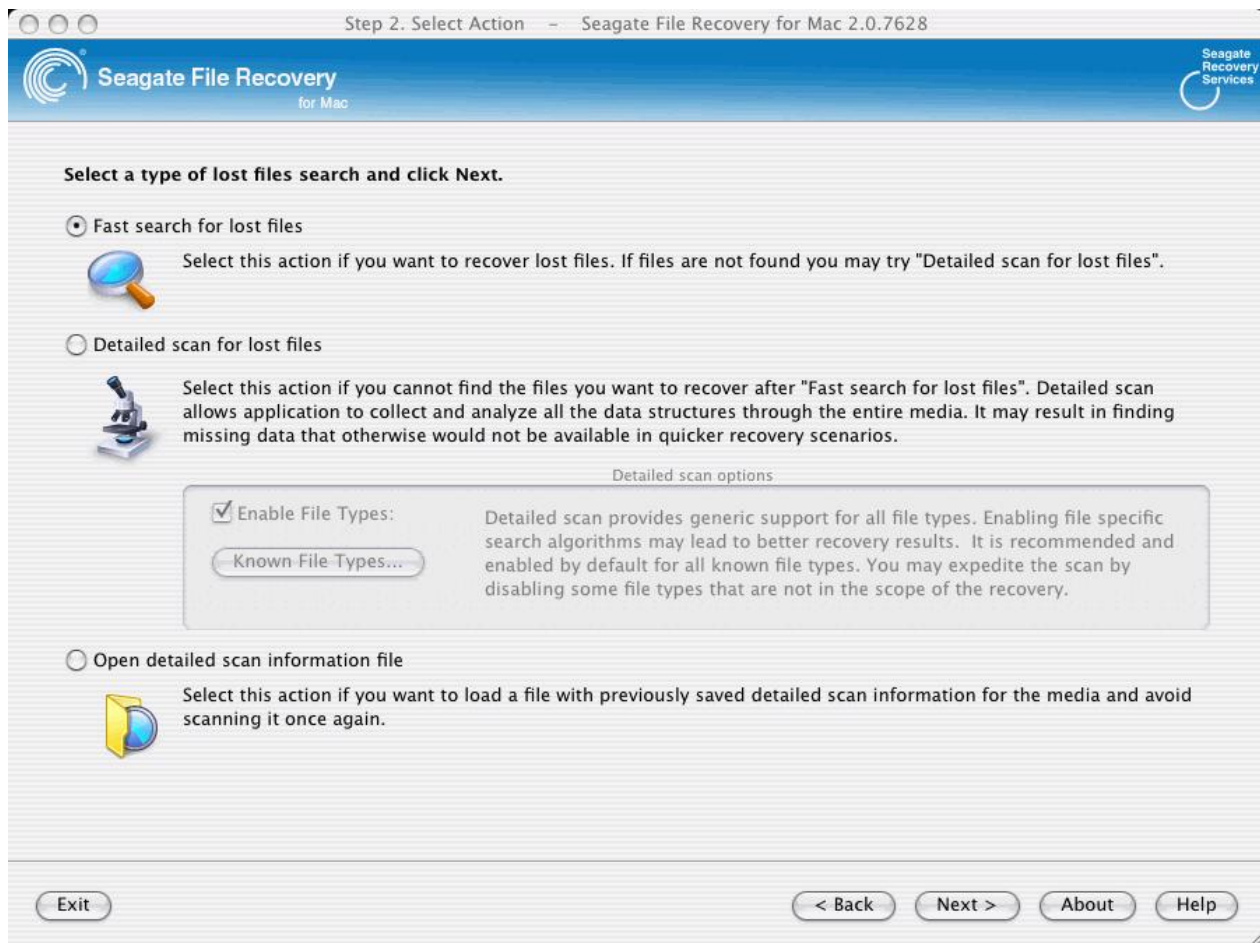 Step 2. Select Action – Seagate File Recovery for Mac 2.0.7628
Seagate File Recovery
for Mac
Seagate
Recovery
Services
Select a type of lost files search and click Next.
Fast search for lost files
Select this action if you want to recover lost files. If files are not found you may try "Detailed scan for lost files".
Detailed scan for lost files
Select this action if you cannot find the files you want to recover after "Fast search for lost files". Detailed scan
allows application to collect and analyze all the data structures through the entire media. It may result in finding
missing data that otherwise would not be available in quicker recovery scenarios.
Detailed scan options
Enable File Types:
Known File Types...
Detailed scan provides generic support for all file types. Enabling file specific
search algorithms may lead to better recovery results. It is recommended and
enabled by default for all known file types. You may expedite the scan by
disabling some file types that are not in the scope of the recovery.
Open detailed scan information file
Select this action if you want to load a file with previously saved detailed scan information for the media and avoid
scanning it once again.
Exit
< Back
Next >
About
Help